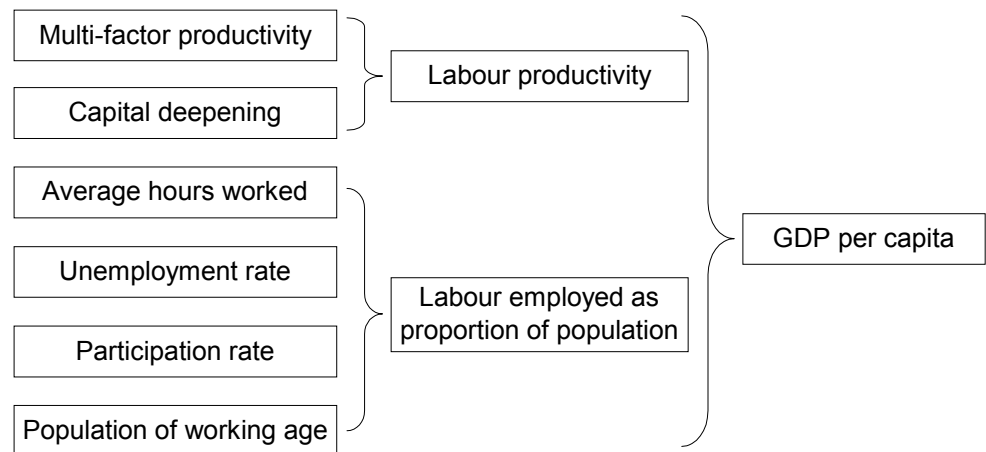 Multi-factor productivity
Capital deepening
Labour productivity
Average hours worked
Unemployment rate
Participation rate
Population of working age
Labour employed as
proportion of population
GDP per capita